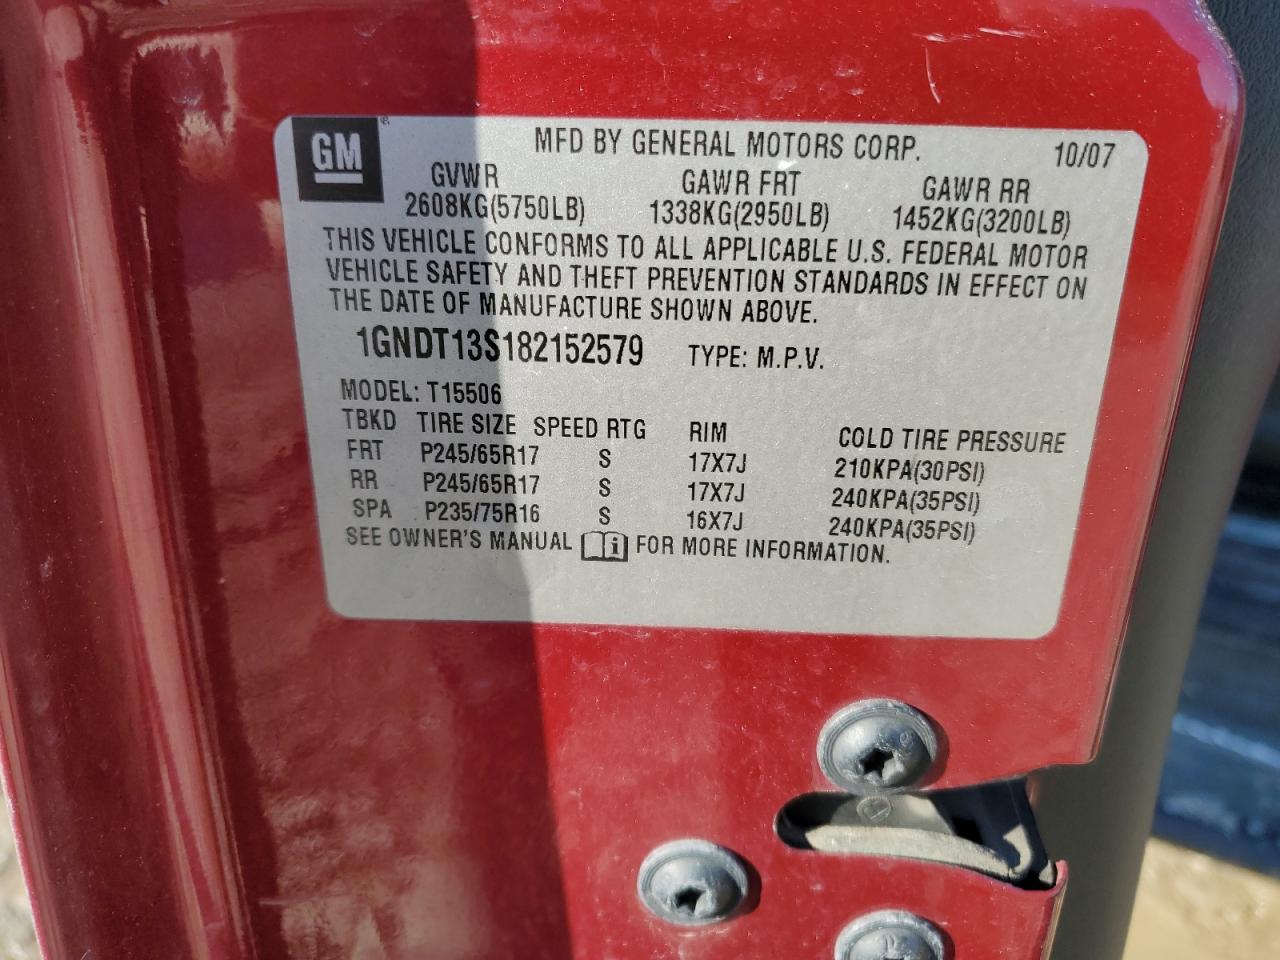 GM ®
MFD BY GENERAL MOTORS CORP. 10/07
GVWR GAWR FRT GAWR RR
2608KG(5750LB) 1338KG(2950LB) 1452KG(3200LB)
THIS VEHICLE CONFORMS TO ALL APPLICABLE U.S. FEDERAL MOTOR
VEHICLE SAFETY AND THEFT PREVENTION STANDARDS IN EFFECT ON
THE DATE OF MANUFACTURE SHOWN ABOVE.
1GNDT13S182152579 TYPE: M.P.V.
MODEL: T15506
TBKD TIRE SIZE SPEED RTG RIM COLD TIRE PRESSURE
FRT P245/65R17 S 17X7J 210KPA(30PSI)
RR P245/65R17 S 17X7J 240KPA(35PSI)
SPA P235/75R16 S 16X7J 240KPA(35PSI)
SEE OWNER'S MANUAL i FOR MORE INFORMATION.